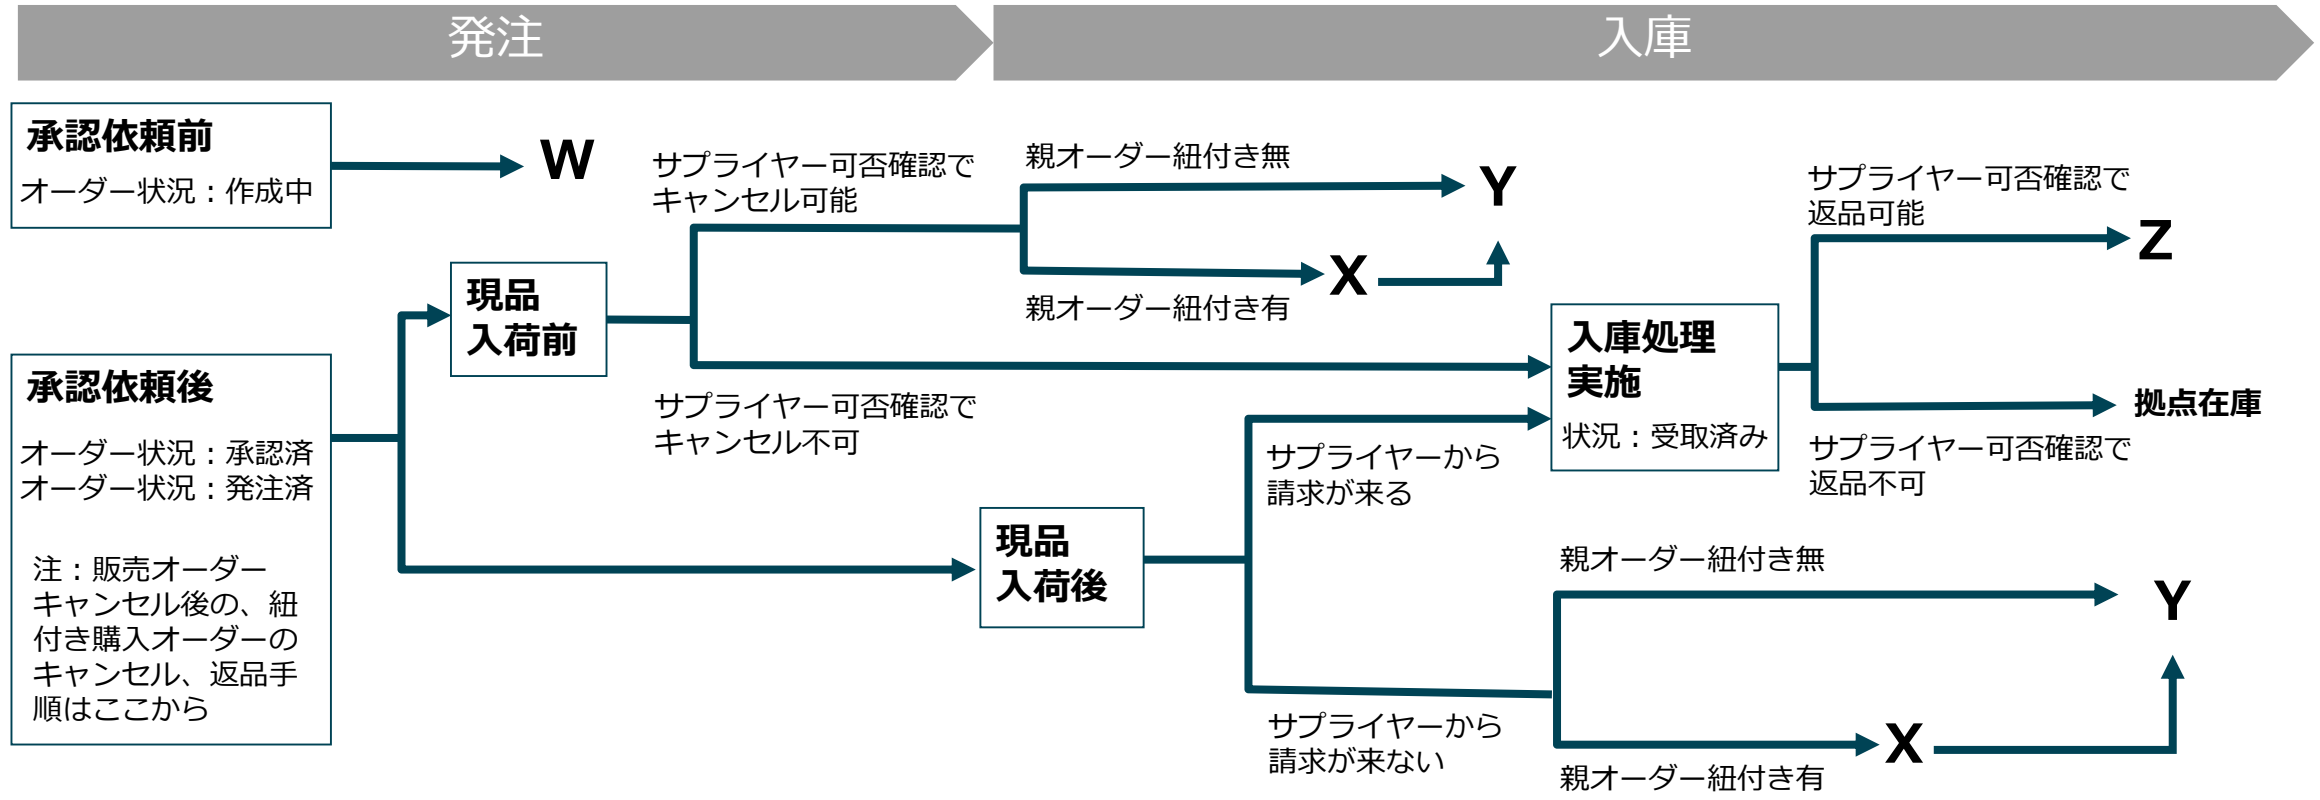 発注
入庫
承認依頼前
オーダー状況：作成中
W
サプライヤー可否確認で
キャンセル可能
親オーダー紐付き無
Y
サプライヤー可否確認で
返品可能
Z
現品
入荷前
X
親オーダー紐付き有
入庫処理
実施
状況：受取済み
承認依頼後
オーダー状況：承認済
オーダー状況：発注済
注：販売オーダー
キャンセル後の、紐
付き購入オーダーの
キャンセル、返品手
順はここから
サプライヤー可否確認で
キャンセル不可
拠点在庫
サプライヤー可否確認で
返品不可
サプライヤーから
請求が来る
現品
入荷後
親オーダー紐付き無
Y
サプライヤーから
請求が来ない
X
親オーダー紐付き有